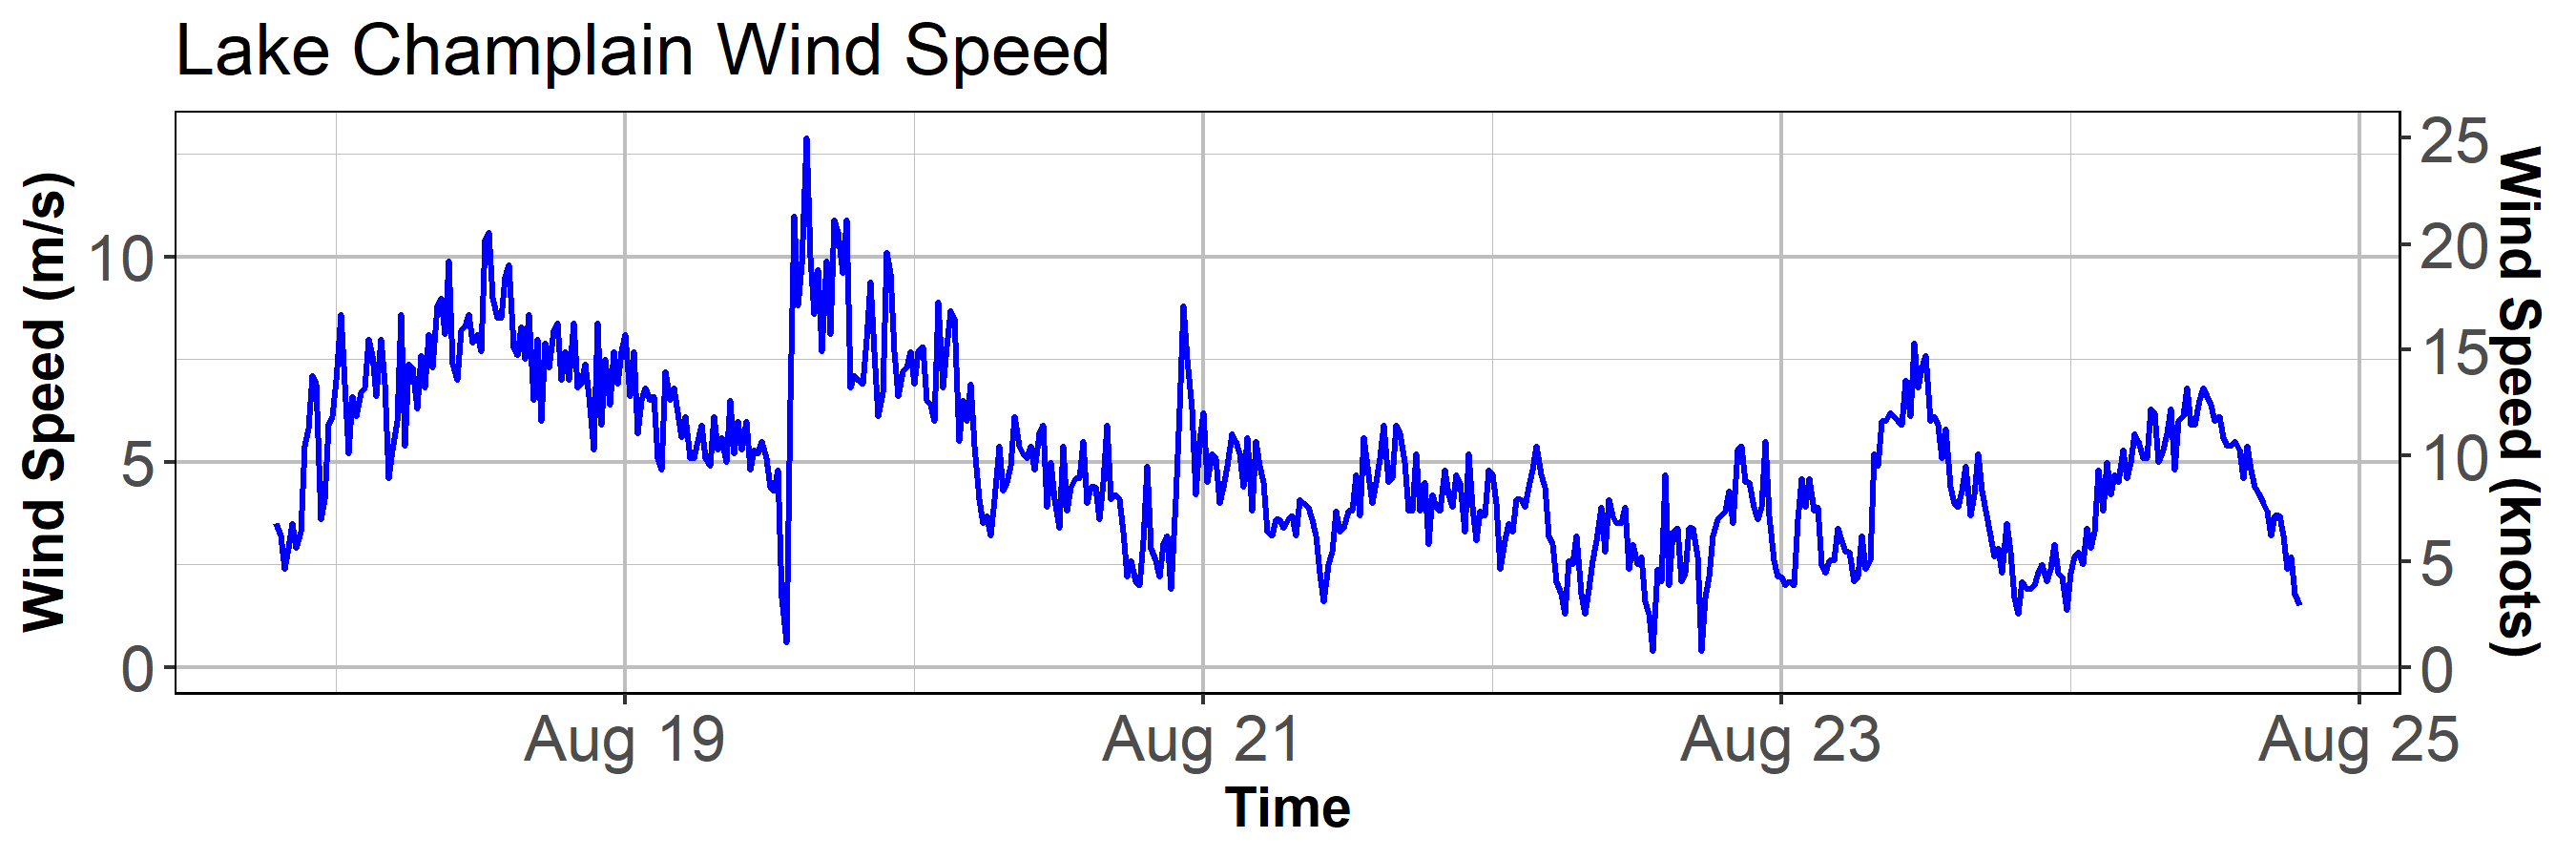 Lake Champlain Wind Speed
Wind Speed (m/s)
10
5
0
25
20
15
10
5
0
Wind Speed (knots)
Aug 19
Aug 21
Aug 23
Aug 25
Time